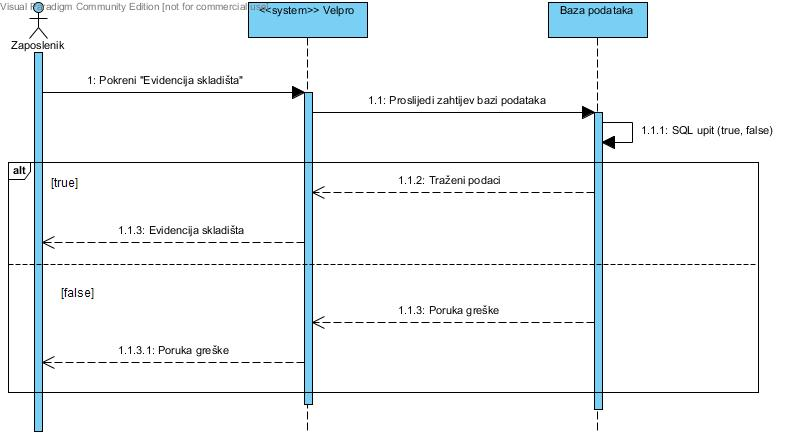 Visual Paradigm Community Edition [not for commercial use]
<<system>> Velpro
Baza podataka
Zaposlenik
1: Pokreni "Evidencija skladišta"
1.1: Proslijedi zahtijev bazi podataka
1.1.1: SQL upit (true, false)
alt
[true]
1.1.2: Traženi podaci
1.1.3: Evidencija skladišta
[false]
1.1.3: Poruka greške
1.1.3.1: Poruka greške